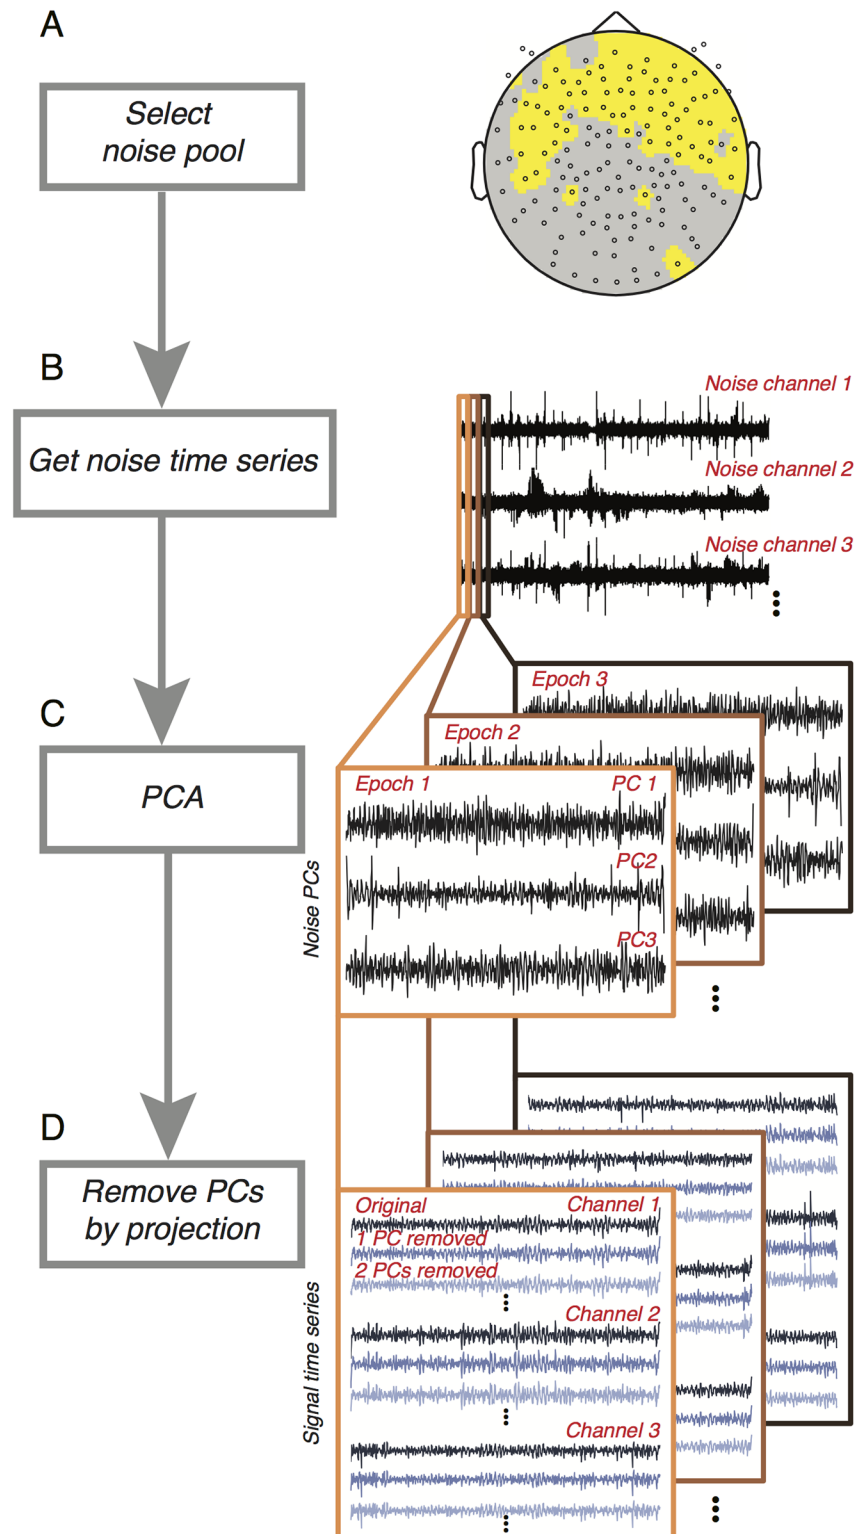 A
Select
noise pool
B
Noise channel 1
Get noise time series
Noise channel 2
Noise channel 3
C
Epoch 3
Epoch 2
PCA
Epoch 1
PC 1
PC2
PC3
Noise PCs
D
Remove PCs
by projection
Original
Channel 1
1 PC removed
2 PCs removed
Channel 2
Channel 3
Signal time series